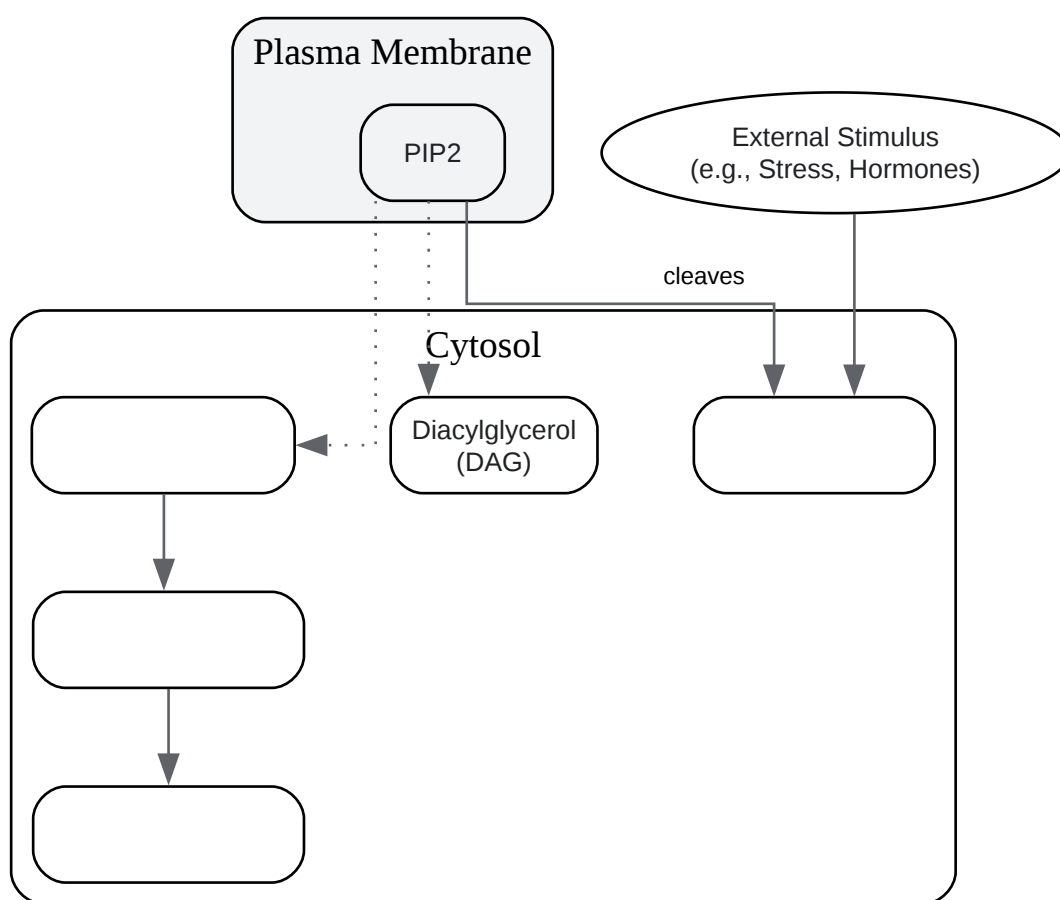 Plasma Membrane
PIP2
External Stimulus
(e.g., Stress, Hormones)
cleaves
Cytosol
Diacylglycerol
(DAG)